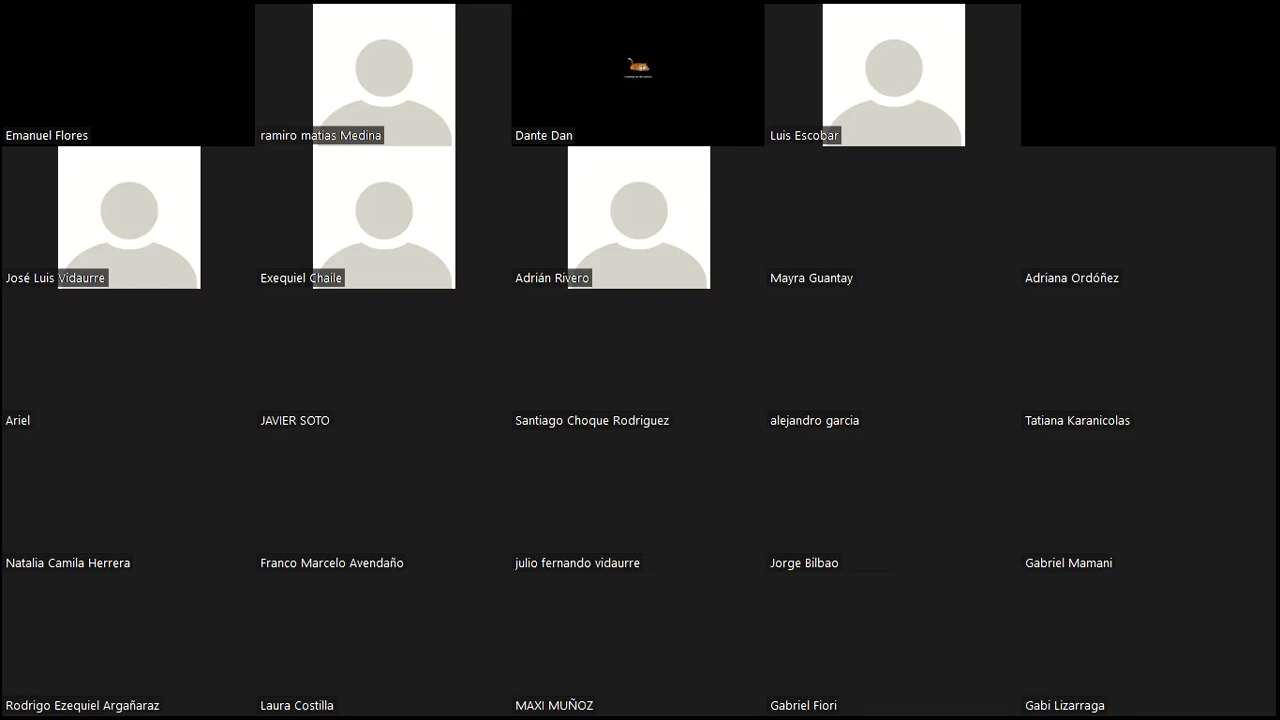 Emanuel Flores
ramiro matias Medina
Dante Dan
Luis Escobar
José Luis Vidaurre
Exequiel Chaile
Adrián Rivero
Mayra Guantay
Adriana Ordóñez
Ariel
JAVIER SOTO
Santiago Choque Rodriguez
alejandro garcia
Tatiana Karanicolas
Natalia Camila Herrera
Franco Marcelo Avendaño
julio fernando vidaurre
Jorge Bilbao
Gabriel Mamani
Rodrigo Ezequiel Argañaraz
Laura Costilla
MAXI MUÑOZ
Gabriel Fiori
Gabi Lizarraga